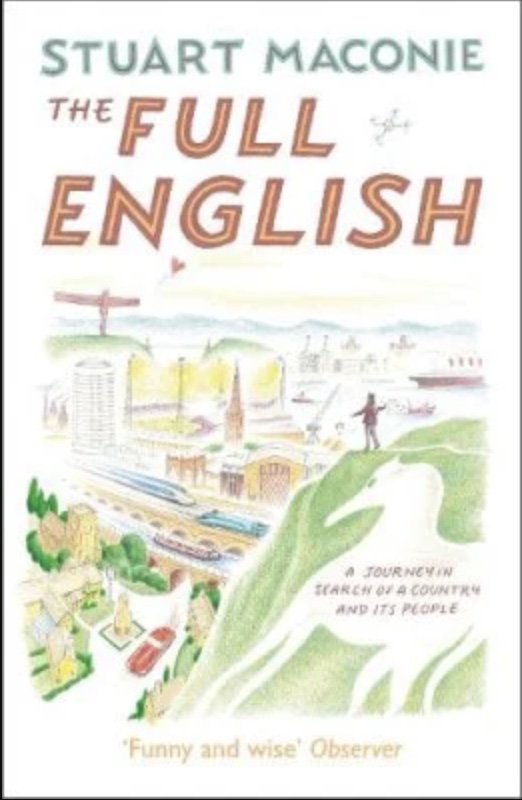 STUART MACONIE
THE FULL
ENGLISH
A JOURNEY IN
SEARCH OF A COUNTRY
AND ITS PEOPLE
'Funny and wise' Observer